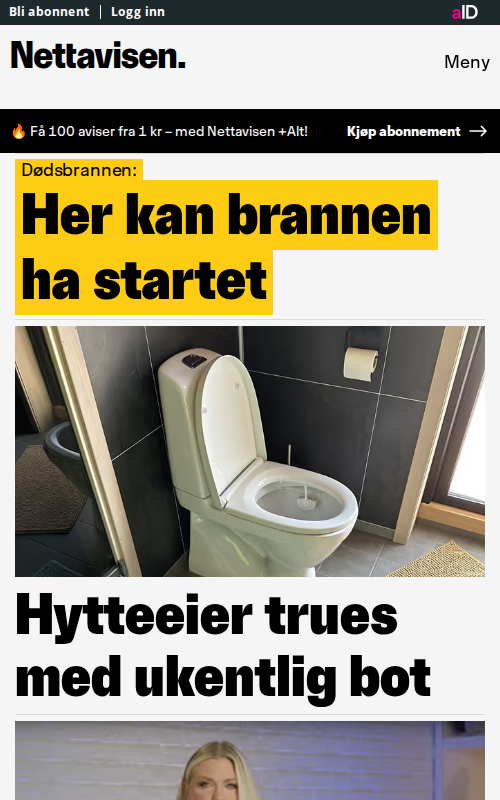 Bli abonnent | Logg inn
aID
Nettavisen.
Meny
🔥 Få 100 aviser fra 1 kr – med Nettavisen +Alt!
Kjøp abonnement →
Dødsbrannen:
Her kan brannen
ha startet
Hytteeier trues
med ukentlig bot